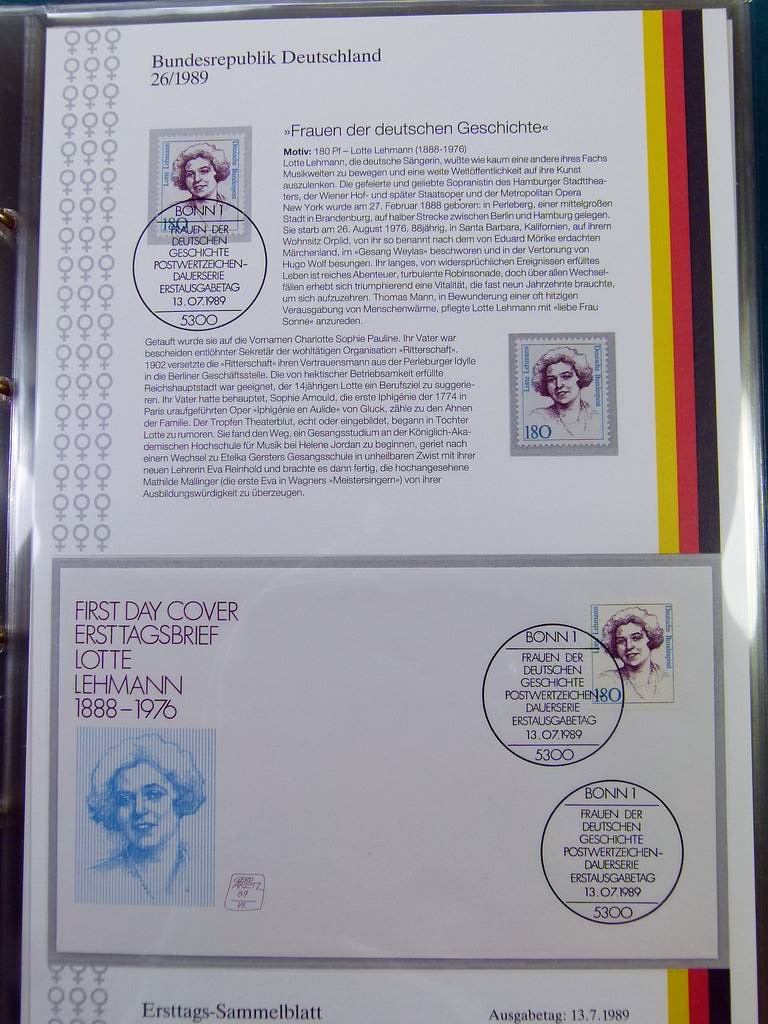 Bundesrepublik Deutschland
26/1989
»Frauen der deutschen Geschichte«
Motiv: 180 Pf – Lotte Lehmann (1888-1976)
Lotte Lehmann, die deutsche Sängerin, wußte wie kaum eine andere ihres Fachs
Musikwelten zu bewegen und eine weite Weltöffentlichkeit auf ihre Kunst
auszulenken. Die gefeierte und geliebte Sopranistin des Hamburger Stadtthea-
ters, der Wiener Hof- und später Staatsoper und der Metropolitan Opera
New York wurde am 27. Februar 1888 geboren: in Perleberg, einer mittelgroßen
Stadt in Brandenburg, auf halber Strecke zwischen Berlin und Hamburg gelegen.
Sie starb am 26. August 1976, 88jährig, in Santa Barbara, Kalifornien, auf ihrem
Wohnsitz Orplid, von ihr so benannt nach dem von Eduard Mörike erdachten
Märchenland, im »Gesang Weylas« beschworen und in der Vertonung von
Hugo Wolf besungen. Ihr langes, von widersprüchlichen Ereignissen erfülltes
Leben ist reiches Abenteuer, turbulente Robinsonade, doch über allen Wechsel-
fällen erhebt sich triumphierend eine Vitalität, die fast neun Jahrzehnte brauchte,
um sich aufzuzehren. Thomas Mann, in Bewunderung einer oft hitzigen
Verausgabung von Menschenwärme, pflegte Lotte Lehmann mit »liebe Frau
Sonne« anzureden.
Lotte Lehmann
Deutsche Bundespost
180
BONN 1
FRAUEN DER
DEUTSCHEN
GESCHICHTE
POSTWERTZEICHEN-
DAUERSERIE
ERSTAUSGABETAG
13.07.1989
5300
Getauft wurde sie auf die Vornamen Charlotte Sophie Pauline. Ihr Vater war
bescheiden entlöhnter Sekretär der wohltätigen Organisation »Ritterschaft«.
1902 versetzte die »Ritterschaft« ihren Vertrauensmann aus der Perleburger Idylle
in die Berliner Geschäftsstelle. Die von hektischer Betriebsamkeit erfüllte
Reichshauptstadt war geeignet, der 14jährigen Lotte ein Berufsziel zu suggerie-
ren. Ihr Vater hatte behauptet, Sophie Arnould, die erste Iphigénie der 1774 in
Paris uraufgeführten Oper »Iphigénie en Aulide« von Gluck, zähle zu den Ahnen
der Familie. Der Tropfen Theaterblut, echt oder eingebildet, begann in Tochter
Lotte zu rumoren. Sie fand den Weg, ein Gesangsstudium an der Königlich-Aka-
demischen Hochschule für Musik bei Helene Jordan zu beginnen, geriet nach
einem Wechsel zu Etelka Gersters Gesangsschule in unheilbaren Zwist mit ihrer
neuen Lehrerin Eva Reinhold und brachte es dann fertig, die hochangesehene
Mathilde Mallinger (die erste Eva in Wagners »Meistersingern«) von ihrer
Ausbildungswürdigkeit zu überzeugen.
Lotte Lehmann
Deutsche Bundespost
180
FIRST DAY COVER
ERSTTAGSBRIEF
LOTTE
LEHMANN
1888–1976
Lotte Lehmann
Deutsche Bundespost
180
BONN 1
FRAUEN DER
DEUTSCHEN
GESCHICHTE
POSTWERTZEICHEN-
DAUERSERIE
ERSTAUSGABETAG
13.07.1989
5300
BONN 1
FRAUEN DER
DEUTSCHEN
GESCHICHTE
POSTWERTZEICHEN-
DAUERSERIE
ERSTAUSGABETAG
13.07.1989
5300
GERD
ARETZ
89
VII
Ersttags-Sammelblatt
Ausgabetag: 13.7.1989